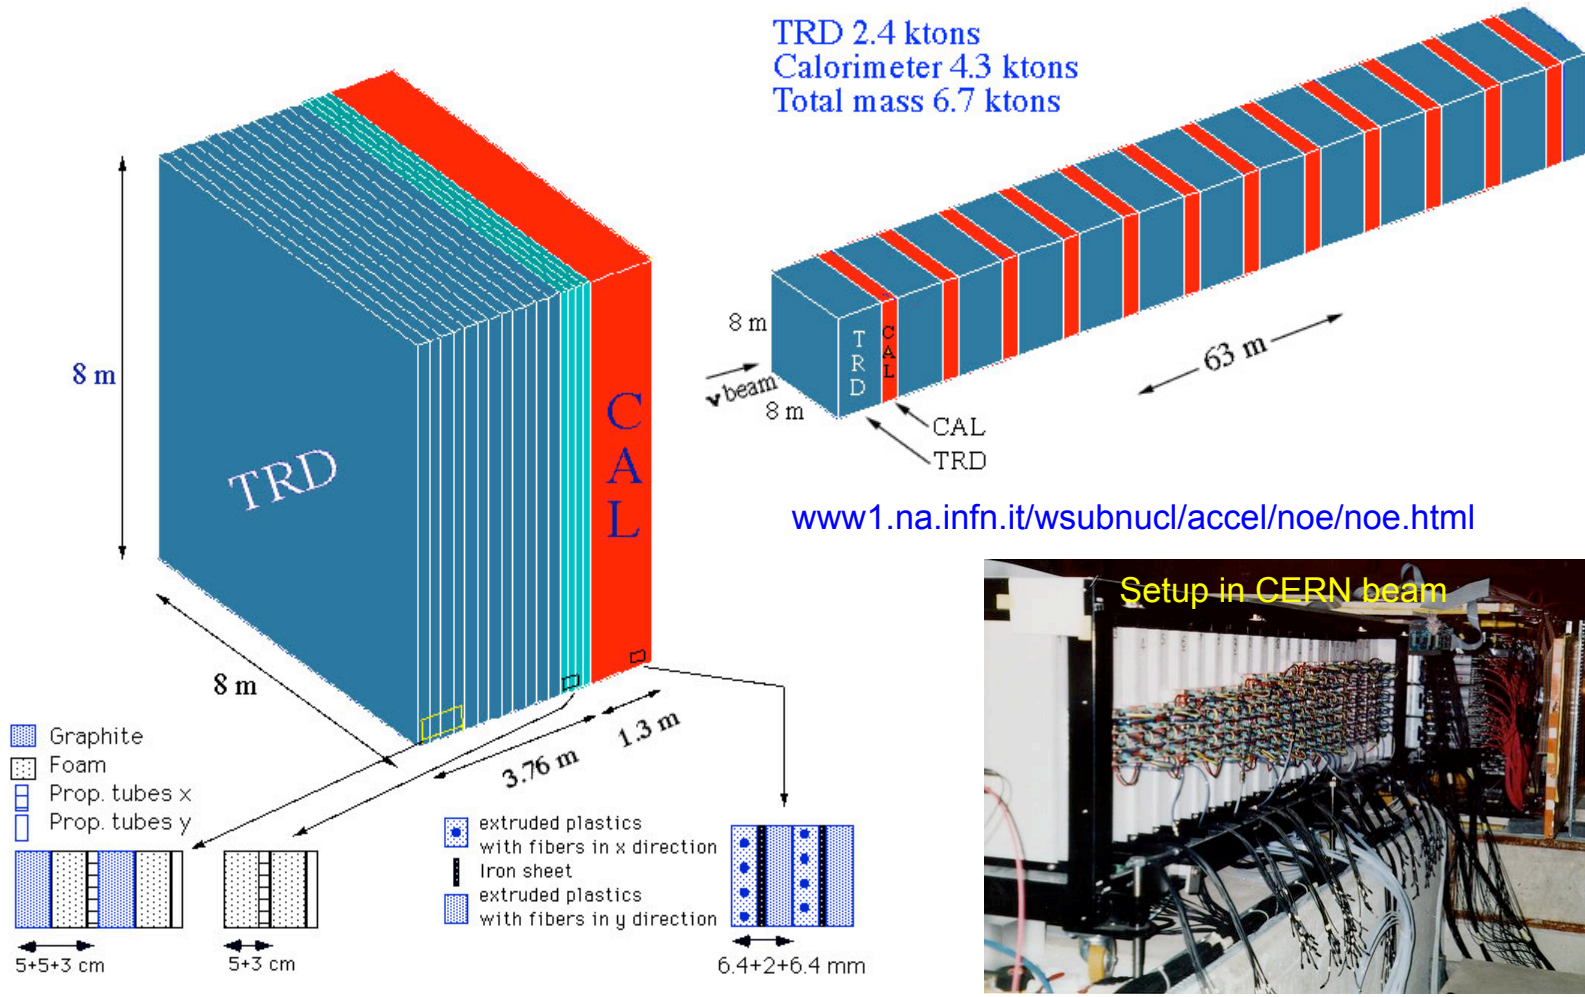 TRD 2.4 ktons
Calorimeter 4.3 ktons
Total mass 6.7 ktons
8 m
TRD
CAL
8 m
3.76 m
1.3 m
8 m
ν beam
8 m
TRD
CAL
63 m
CAL
TRD
www1.na.infn.it/wsubnucl/accel/noe/noe.html
Setup in CERN beam
Graphite
Foam
Prop. tubes x
Prop. tubes y
5+5+3 cm
5+3 cm
extruded plastics
with fibers in x direction
Iron sheet
extruded plastics
with fibers in y direction
6.4+2+6.4 mm